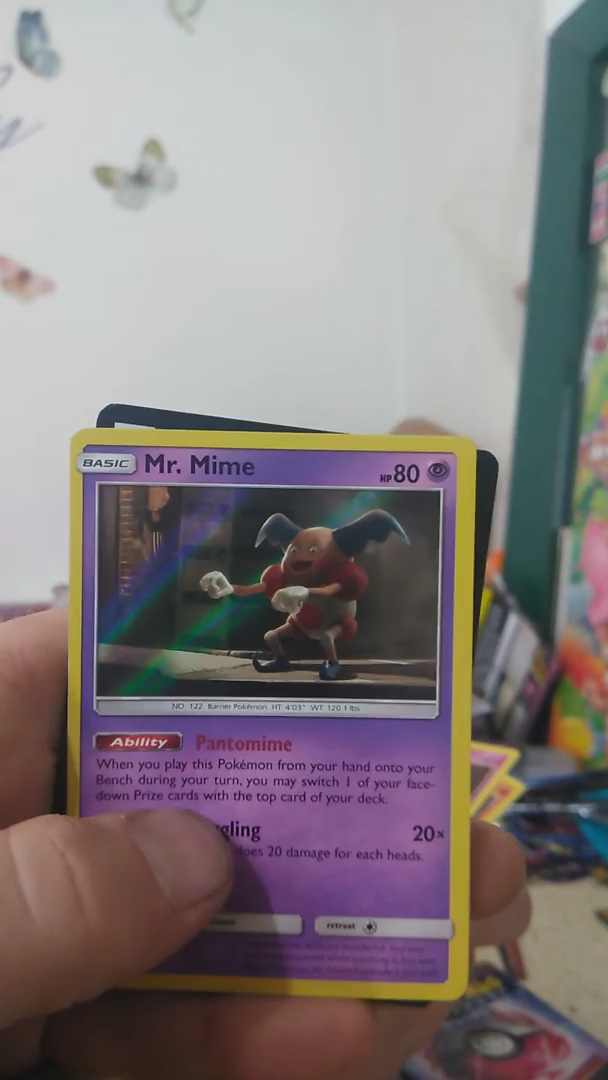 BASIC Mr. Mime HP 80
NO. 122 Barrier Pokémon HT: 4'03" WT: 120.1 lbs
Ability Pantomime
When you play this Pokémon from your hand onto your
Bench during your turn, you may switch 1 of your face-
down Prize cards with the top card of your deck.
gling 20×
does 20 damage for each heads.
retreat